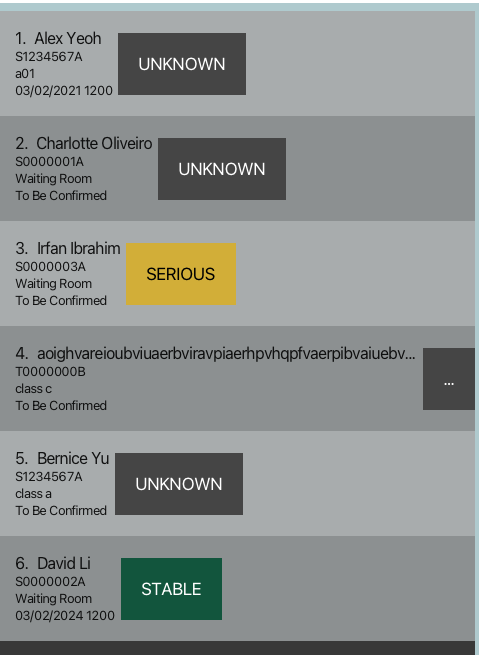 1. Alex Yeoh
S1234567A
a01
03/02/2021 1200
UNKNOWN
2. Charlotte Oliveiro
S0000001A
Waiting Room
To Be Confirmed
UNKNOWN
3. Irfan Ibrahim
S0000003A
Waiting Room
To Be Confirmed
SERIOUS
4. aoighvareioubviuaerbviravpiaerhpvhqpfvaerpibvaiuebv...
T0000000B
class c
To Be Confirmed
...
5. Bernice Yu
S1234567A
class a
To Be Confirmed
UNKNOWN
6. David Li
S0000002A
Waiting Room
03/02/2024 1200
STABLE